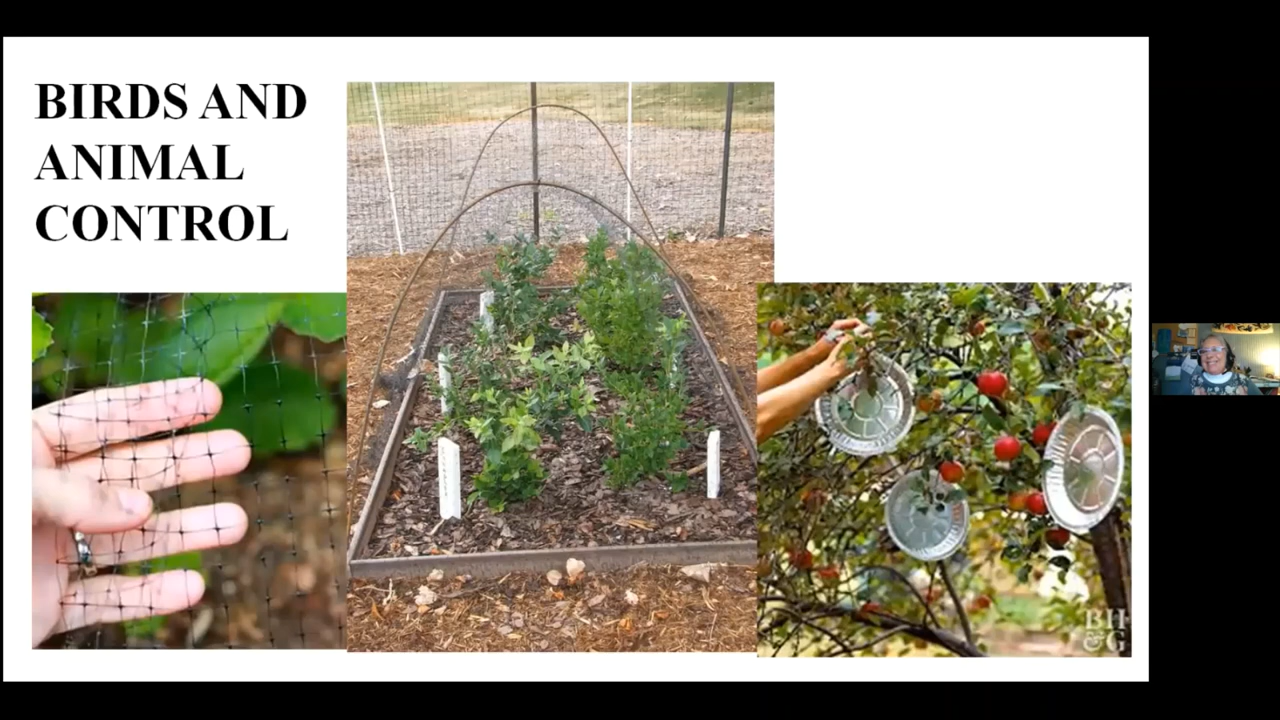 BIRDS AND
ANIMAL
CONTROL
BH
&G